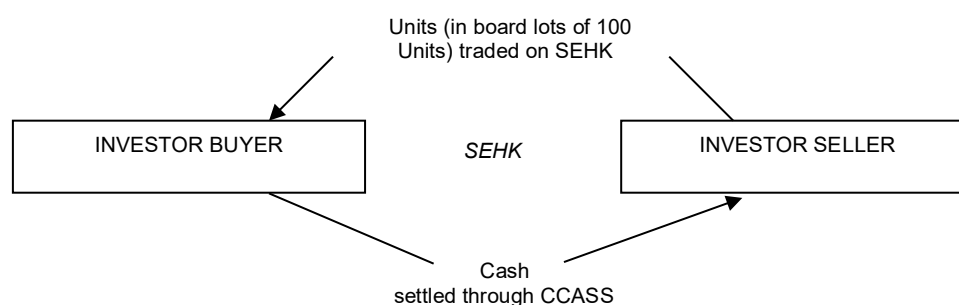 Units (in board lots of 100
Units) traded on SEHK
INVESTOR BUYER
SEHK
INVESTOR SELLER
Cash
settled through CCASS